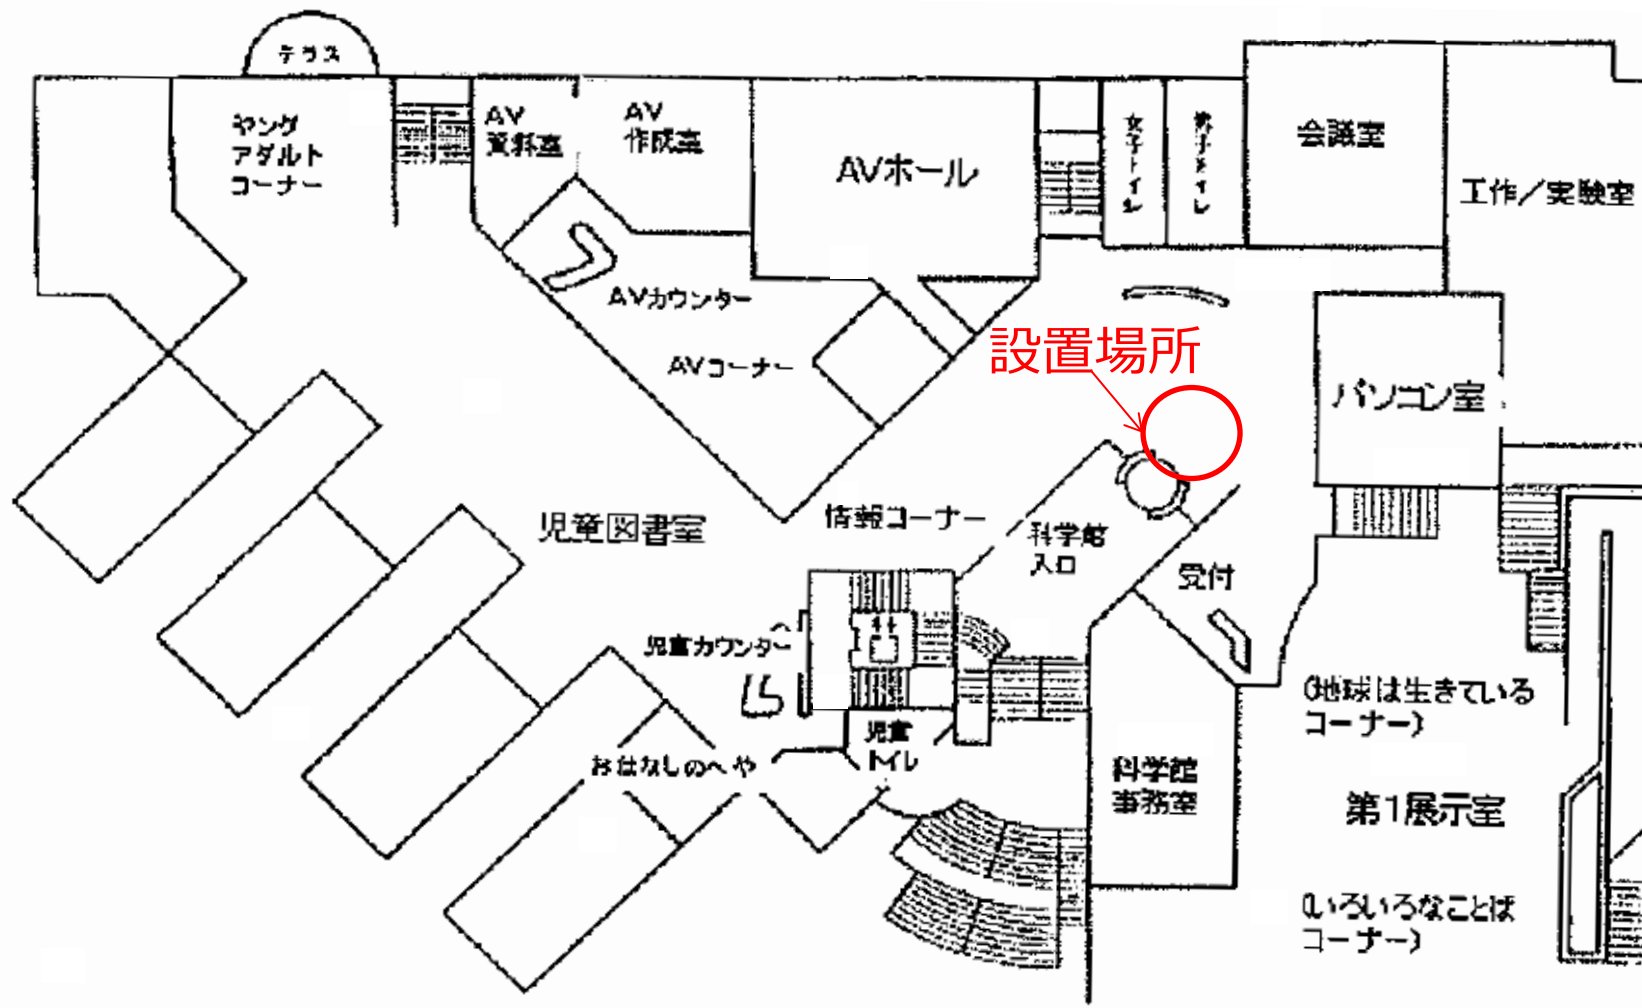 テラス
ヤング
アダルト
コーナー
AV
資料室
AV
作成室
AVホール
女子トイレ
男子トイレ
会議室
工作／実験室
AVカウンター
AVコーナー
設置場所
パソコン室
児童図書室
情報コーナー
科学館
入口
受付
児童カウンター
児童
トイレ
おはなしのへや
科学館
事務室
(地球は生きている
コーナー)
第1展示室
(いろいろなことば
コーナー)